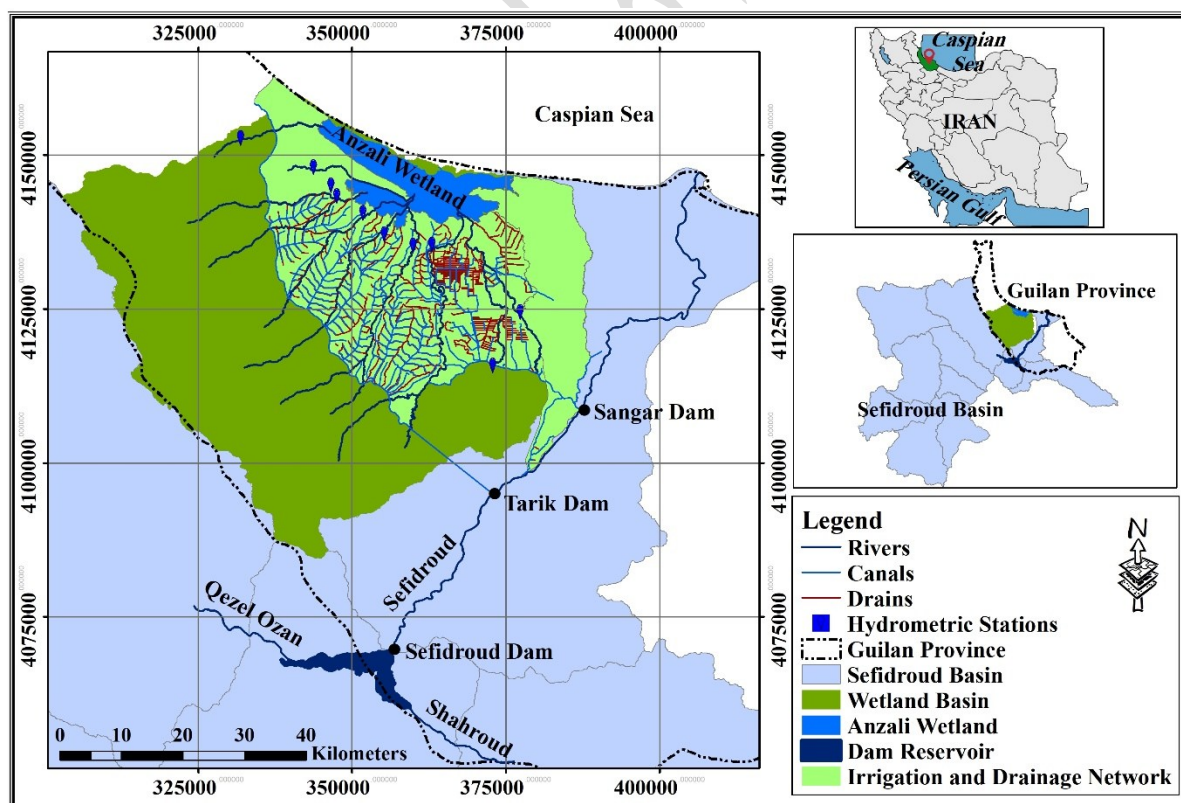 325000 350000 375000 400000
4150000
4125000
4100000
4075000
Caspian Sea
Anzali Wetland
Sangar Dam
Tarik Dam
Sefidroud
Qezel Ozan
Sefidroud Dam
Shahroud
0 10 20 30 40
Kilometers
325000 350000 375000 400000
4150000
4125000
4100000
4075000
Caspian
Sea
IRAN
Persian Gulf
Guilan Province
Sefidroud Basin
Legend
Rivers
Canals
Drains
Hydrometric Stations
Guilan Province
Sefidroud Basin
Wetland Basin
Anzali Wetland
Dam Reservoir
Irrigation and Drainage Network
N